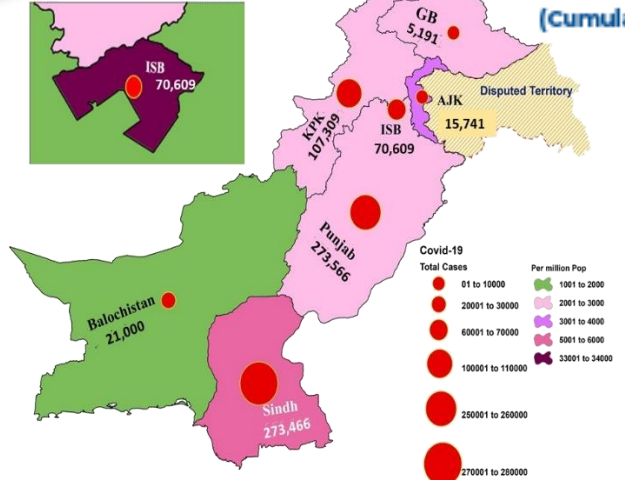 (Cumula
GB
5,191
ISB
70,609
Disputed Territory
AJK
15,741
KPK
107,309
ISB
70,609
Punjab
273,566
Balochistan
21,000
Sindh
273,466
Covid-19
Total Cases
01 to 10000
20001 to 30000
60001 to 70000
100001 to 110000
250001 to 260000
270001 to 280000
Per million Pop
1001 to 2000
2001 to 3000
3001 to 4000
5001 to 6000
33001 to 34000